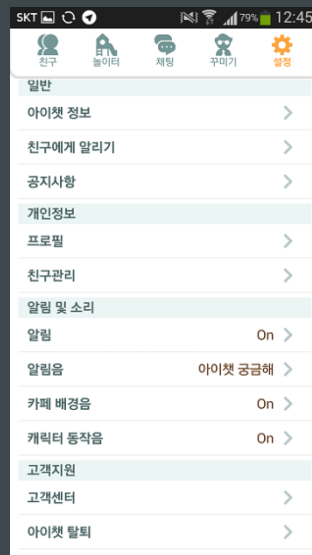 SKT 79% 12:45
친구 놀이터 채팅 꾸미기 설정
일반
아이챗 정보
친구에게 알리기
공지사항
개인정보
프로필
친구관리
알림 및 소리
알림 On
알림음 아이챗 궁금해
카페 배경음 On
캐릭터 동작음 On
고객지원
고객센터
아이챗 탈퇴